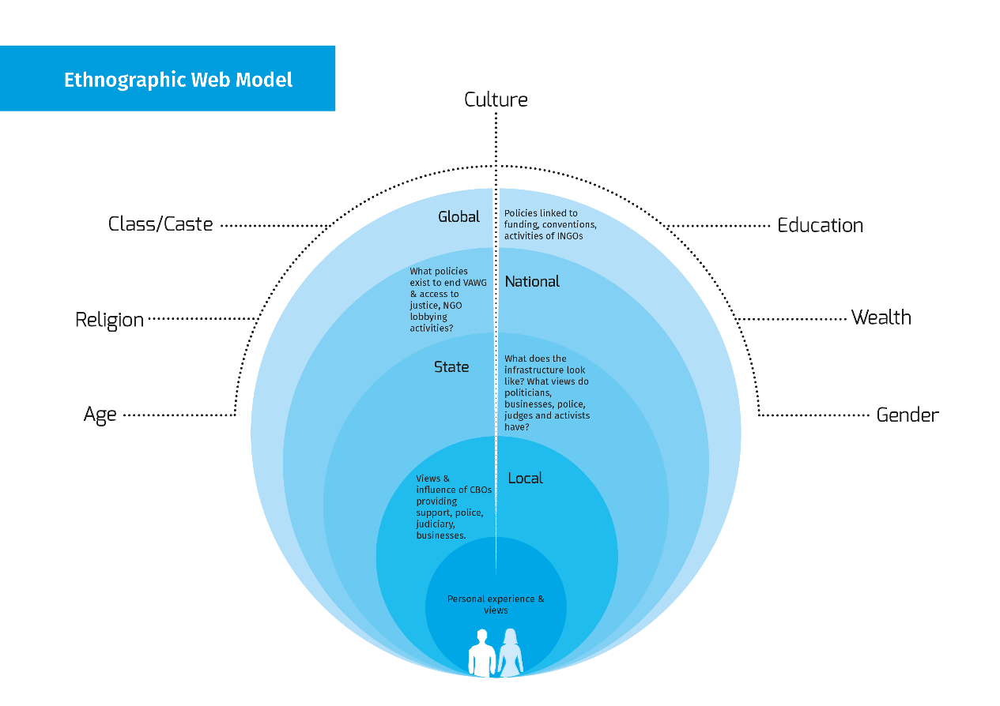 Ethnographic Web Model
Culture
Class/Caste
Education
Religion
Wealth
Age
Gender
Global
Policies linked to
funding, conventions,
activities of INGOs
What policies
exist to end VAWG
& access to
justice, NGO
lobbying
activities?
National
State
What does the
infrastructure look
like? What views do
politicians,
businesses, police,
judges and activists
have?
Views &
influence of CBOs
providing
support, police,
judiciary,
businesses.
Local
Personal experience &
views